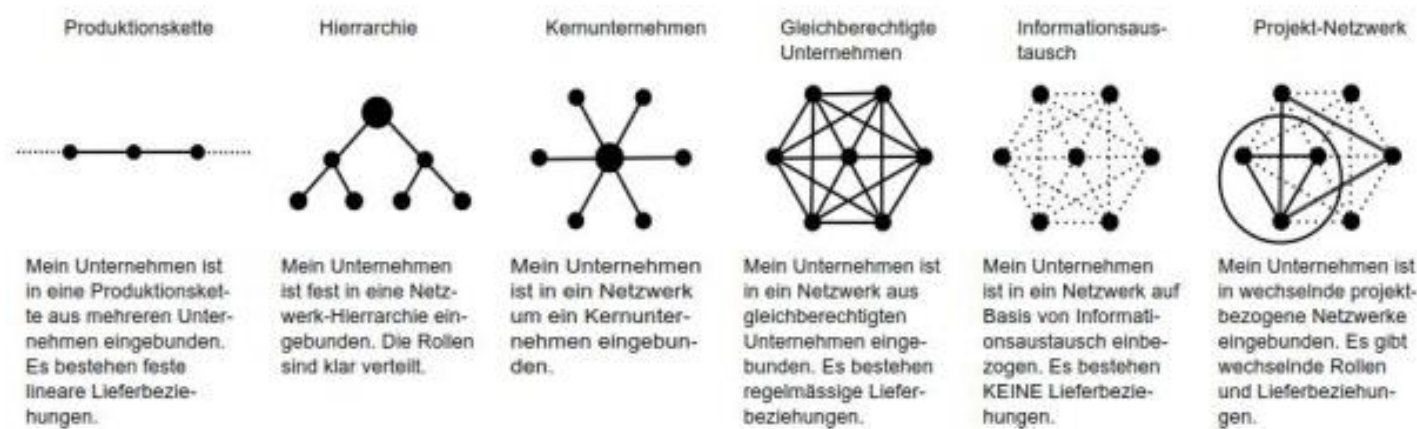 Produktionskette
Hierrarchie
Kernunternehmen
Gleichberechtigte
Unternehmen
Informationsaus-
tausch
Projekt-Netzwerk
Mein Unternehmen ist
in eine Produktionsket-
te aus mehreren Unter-
nehmen eingebunden.
Es bestehen feste
lineare Lieferbezie-
hungen.
Mein Unternehmen
ist fest in eine Netz-
werk-Hierarchie ein-
gebunden. Die Rollen
sind klar verteilt.
Mein Unternehmen
ist in ein Netzwerk
um ein Kernunter-
nehmen eingebun-
den.
Mein Unternehmen ist
in ein Netzwerk aus
gleichberechtigten
Unternehmen einge-
bunden. Es bestehen
regelmässige Liefer-
beziehungen.
Mein Unternehmen
ist in ein Netzwerk auf
Basis von Informati-
onsaustausch einbe-
zogen. Es bestehen
KEINE Lieferbezie-
hungen.
Mein Unternehmen ist
in wechselnde projekt-
bezogene Netzwerke
eingebunden. Es gibt
wechselnde Rollen
und Lieferbeziehun-
gen.